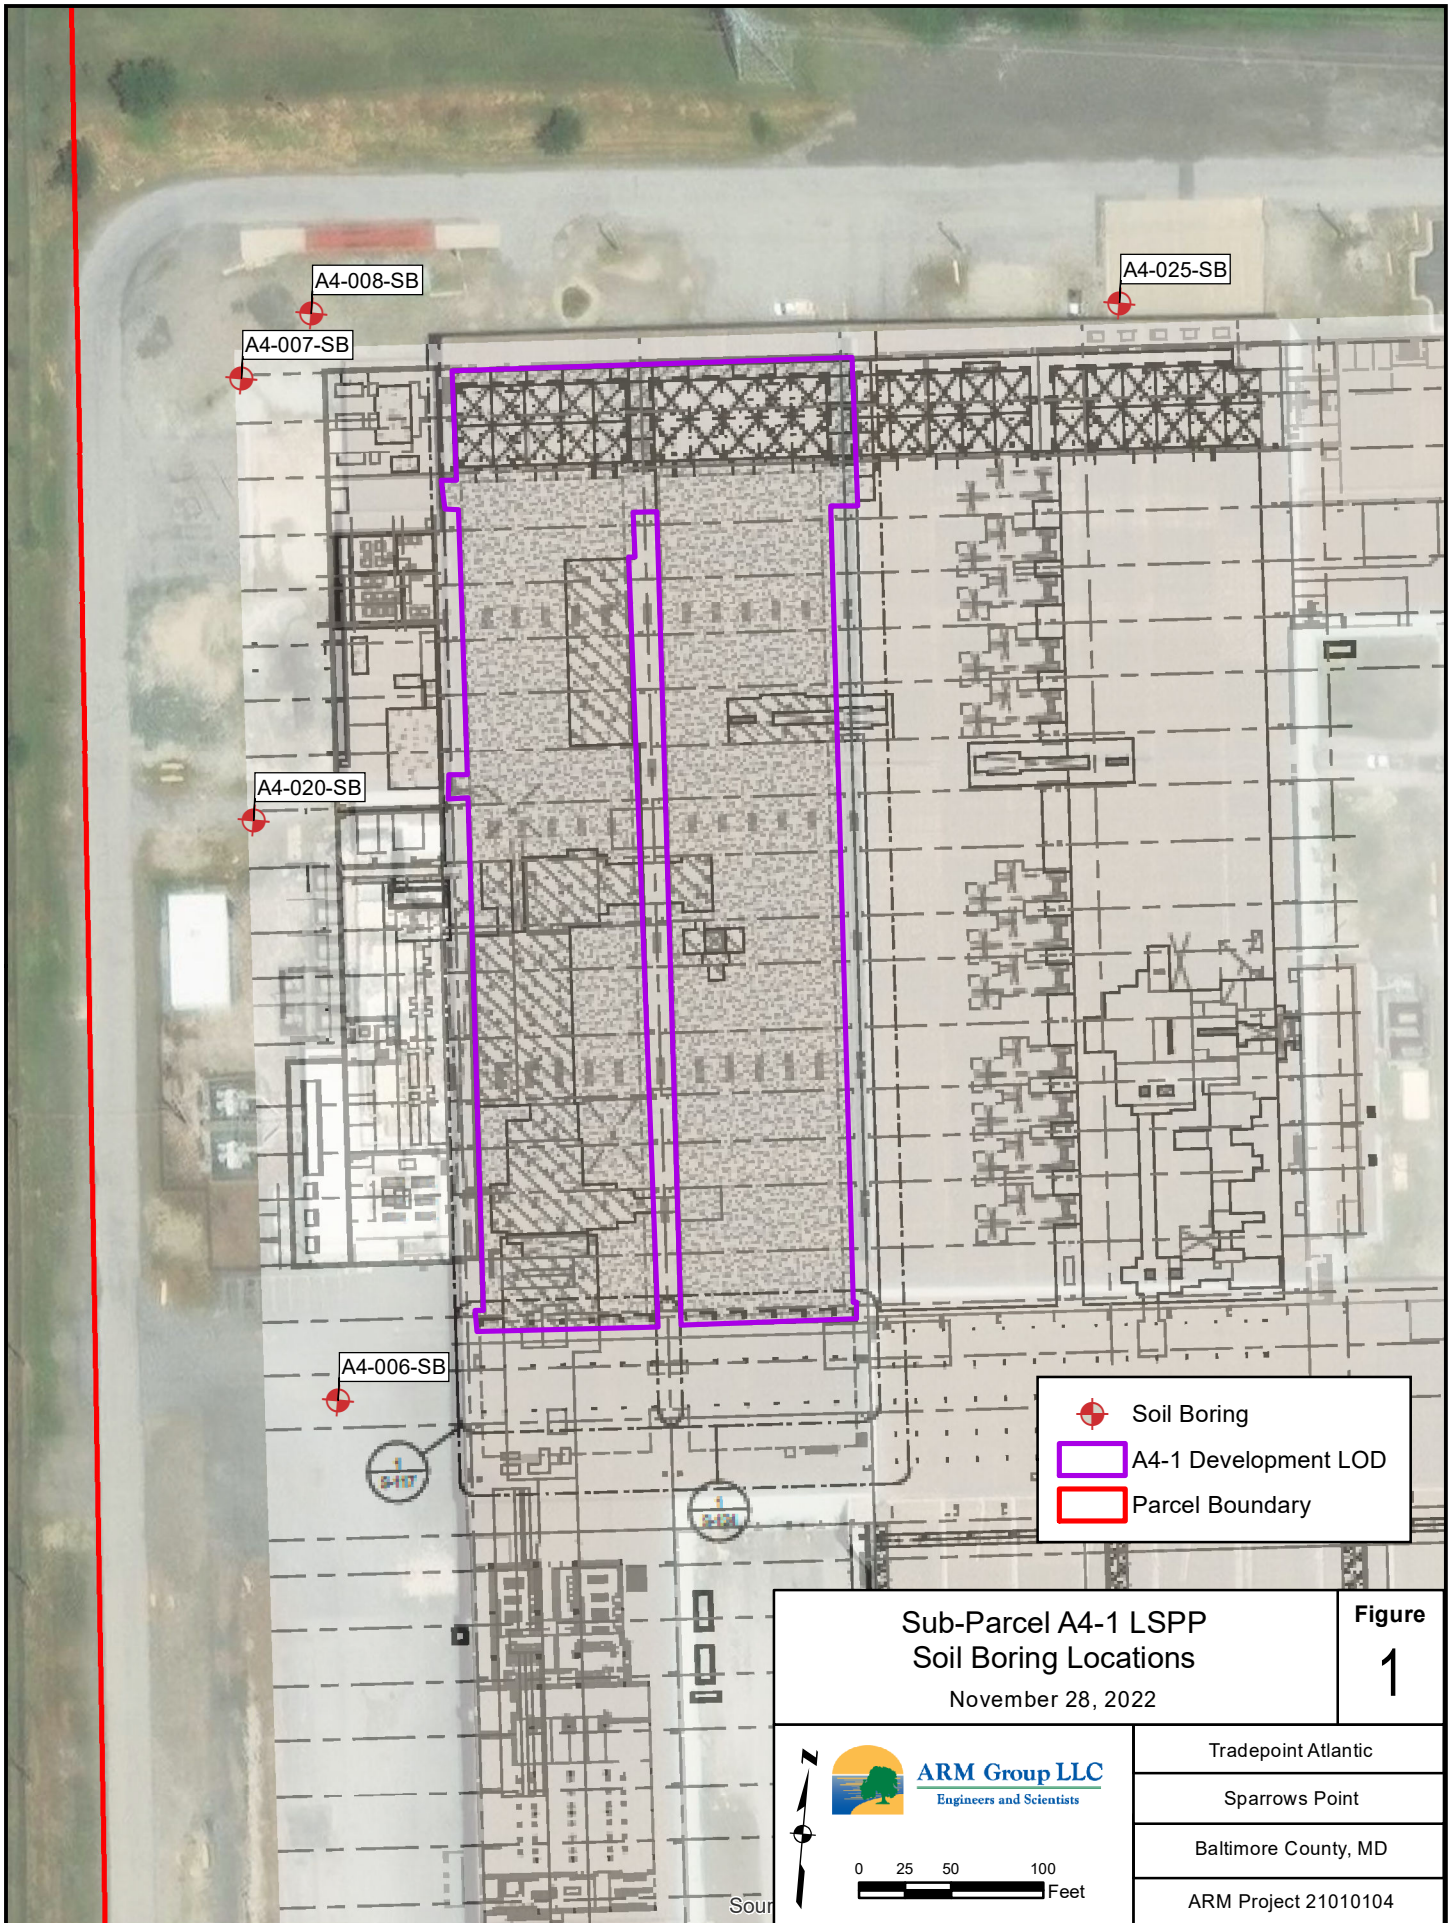 A4-008-SB
A4-025-SB
A4-007-SB
A4-020-SB
A4-006-SB
1
1
Soil Boring
A4-1 Development LOD
Parcel Boundary
Sub-Parcel A4-1 LSPP
Soil Boring Locations
November 28, 2022
Figure
1
N
ARM Group LLC
Engineers and Scientists
0 25 50 100
Feet
Tradepoint Atlantic
Sparrows Point
Baltimore County, MD
ARM Project 21010104
Sour